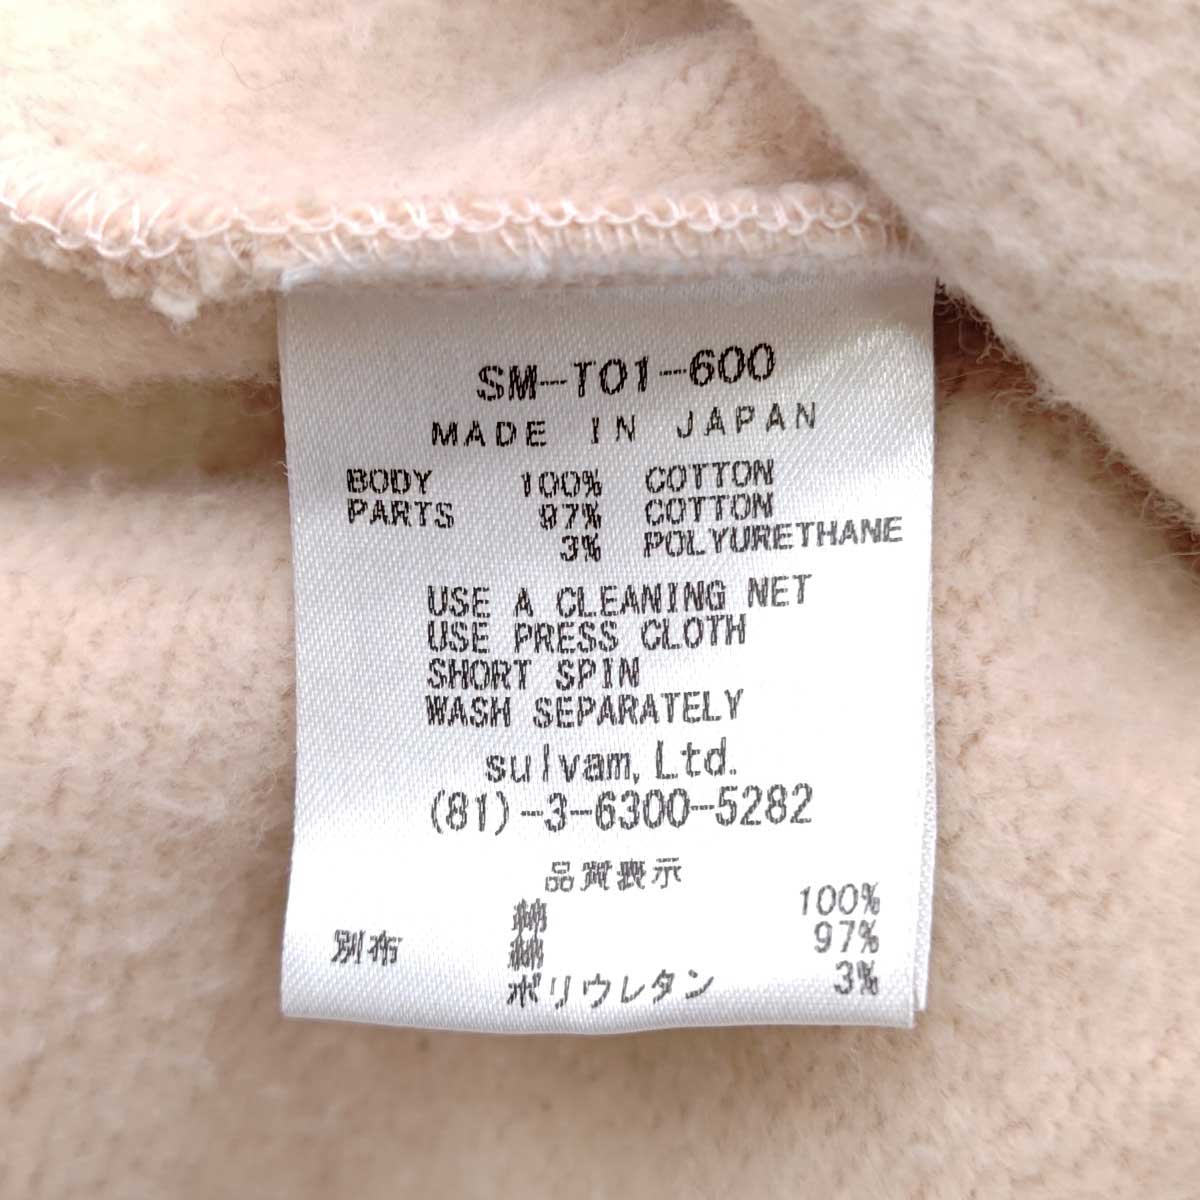 SM-T01-600
MADE IN JAPAN
BODY 100% COTTON
PARTS 97% COTTON
3% POLYURETHANE
USE A CLEANING NET
USE PRESS CLOTH
SHORT SPIN
WASH SEPARATELY
sulvam, Ltd.
(81)-3-6300-5282
品質表示
綿 100%
別布 綿 97%
ポリウレタン 3%